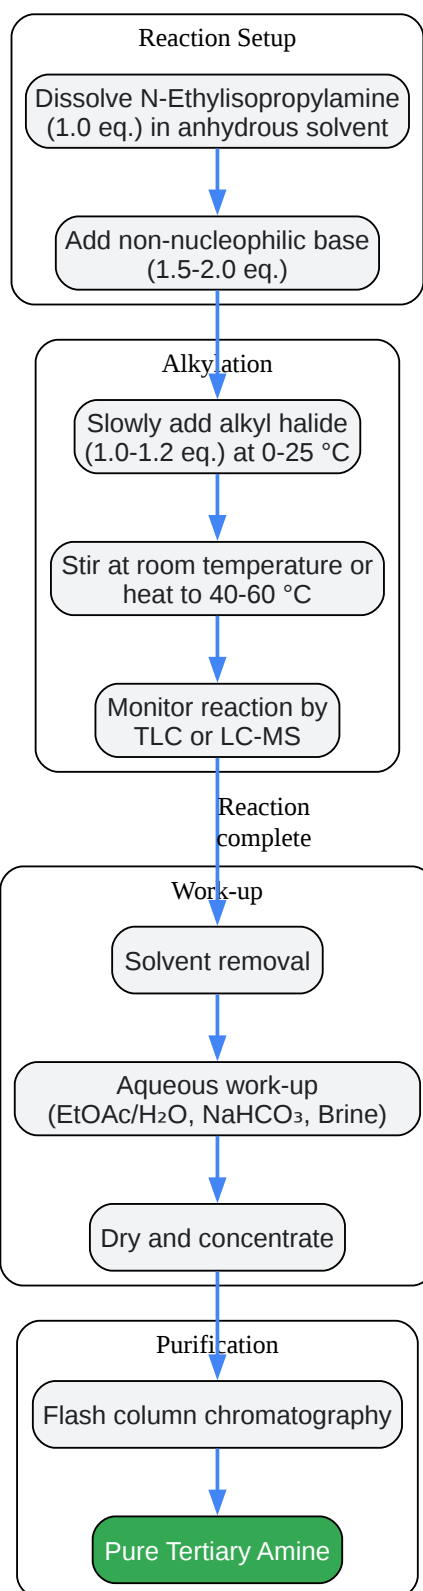 Reaction Setup
Dissolve N-Ethylisopropylamine
(1.0 eq.) in anhydrous solvent
Add non-nucleophilic base
(1.5-2.0 eq.)
Alkylation
Slowly add alkyl halide
(1.0-1.2 eq.) at 0-25 °C
Stir at room temperature or
heat to 40-60 °C
Monitor reaction by
TLC or LC-MS
Reaction
complete
Work-up
Solvent removal
Aqueous work-up
(EtOAc/H₂O, NaHCO₃, Brine)
Dry and concentrate
Purification
Flash column chromatography
Pure Tertiary Amine